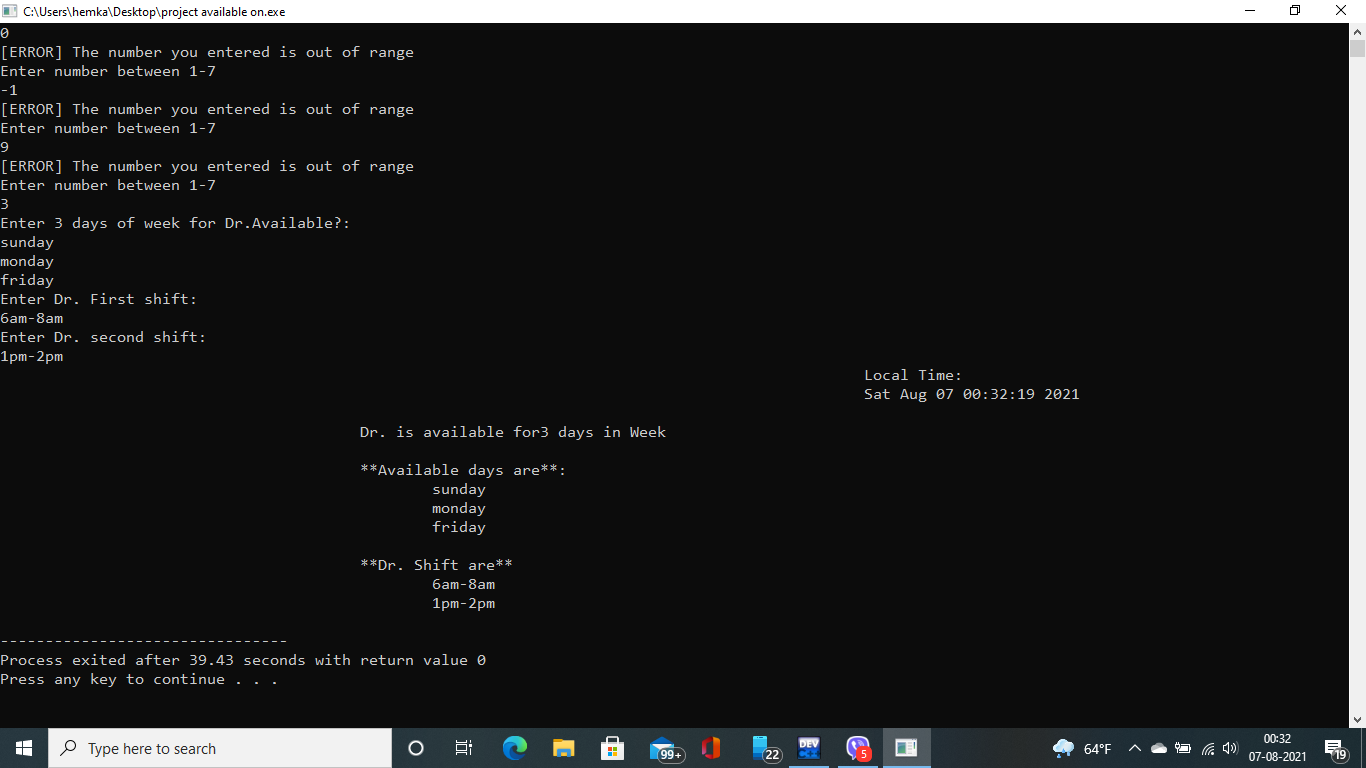 C:\Users\hemka\Desktop\project available on.exe
0
[ERROR] The number you entered is out of range
Enter number between 1-7
-1
[ERROR] The number you entered is out of range
Enter number between 1-7
9
[ERROR] The number you entered is out of range
Enter number between 1-7
3
Enter 3 days of week for Dr.Available?:
sunday
monday
friday
Enter Dr. First shift:
6am-8am
Enter Dr. second shift:
1pm-2pm
Local Time:
Sat Aug 07 00:32:19 2021
Dr. is available for3 days in Week
**Available days are**:
sunday
monday
friday
**Dr. Shift are**
6am-8am
1pm-2pm
--------------------------------
Process exited after 39.43 seconds with return value 0
Press any key to continue . . .
Type here to search
99+
22
DEV
5
64°F
00:32
07-08-2021
19